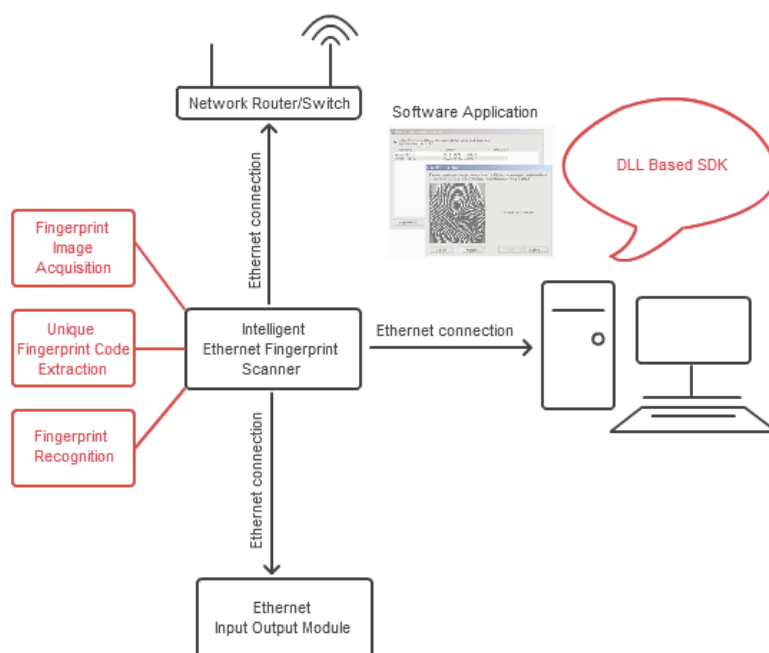 Network Router/Switch
Software Application
DLL Based SDK
Ethernet connection
Fingerprint
Image
Acquisition
Unique
Fingerprint Code
Extraction
Fingerprint
Recognition
Intelligent
Ethernet Fingerprint
Scanner
Ethernet connection
Ethernet connection
Ethernet
Input Output Module